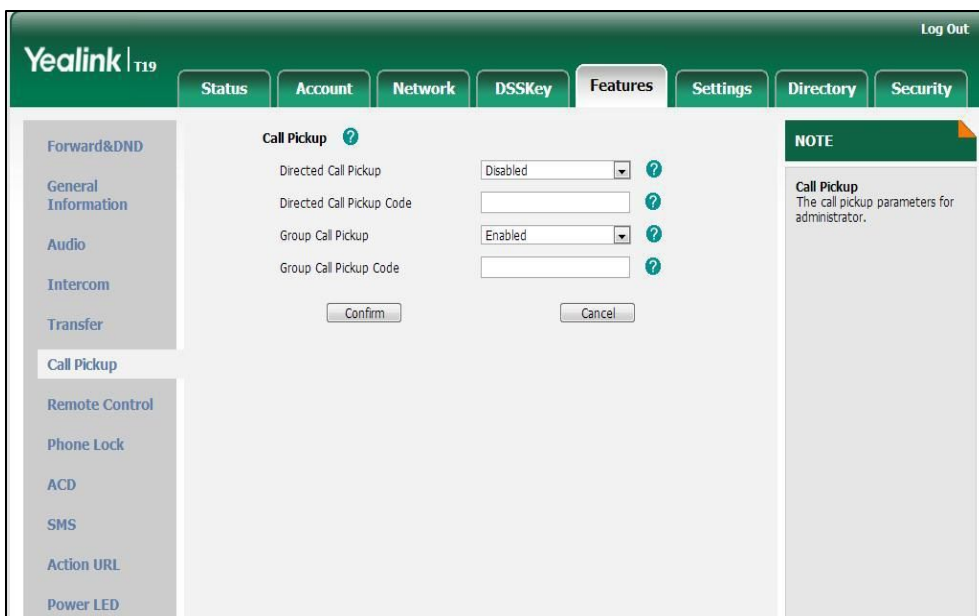 Log Out
Yealink T19
Status Account Network DSSKey Features Settings Directory Security
Forward&DND
General
Information
Audio
Intercom
Transfer
Call Pickup
Remote Control
Phone Lock
ACD
SMS
Action URL
Power LED
Call Pickup ?
Directed Call Pickup Disabled ?
Directed Call Pickup Code ?
Group Call Pickup Enabled ?
Group Call Pickup Code ?
Confirm Cancel
NOTE
Call Pickup
The call pickup parameters for
administrator.